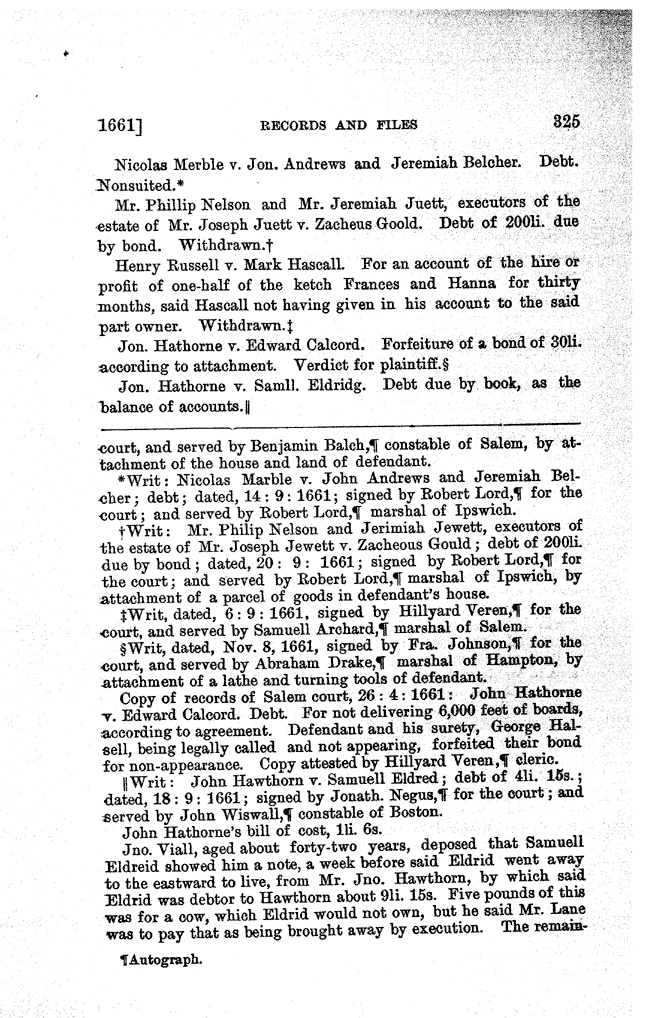 1661] RECORDS AND FILES 325
Nicolas Merble v. Jon. Andrews and Jeremiah Belcher. Debt.
Nonsuited.*
Mr. Phillip Nelson and Mr. Jeremiah Juett, executors of the
estate of Mr. Joseph Juett v. Zacheus Goold. Debt of 200li. due
by bond. Withdrawn.†
Henry Russell v. Mark Hascall. For an account of the hire or
profit of one-half of the ketch Frances and Hanna for thirty
months, said Hascall not having given in his account to the said
part owner. Withdrawn.‡
Jon. Hathorne v. Edward Calcord. Forfeiture of a bond of 30li.
according to attachment. Verdict for plaintiff.§
Jon. Hathorne v. Samll. Eldridg. Debt due by book, as the
balance of accounts.‖
court, and served by Benjamin Balch,¶ constable of Salem, by at-
tachment of the house and land of defendant.
*Writ: Nicolas Marble v. John Andrews and Jeremiah Bel-
cher; debt; dated, 14: 9: 1661; signed by Robert Lord,¶ for the
court; and served by Robert Lord,¶ marshal of Ipswich.
†Writ: Mr. Philip Nelson and Jerimiah Jewett, executors of
the estate of Mr. Joseph Jewett v. Zacheous Gould; debt of 200li.
due by bond; dated, 20: 9: 1661; signed by Robert Lord,¶ for
the court; and served by Robert Lord,¶ marshal of Ipswich, by
attachment of a parcel of goods in defendant's house.
‡Writ, dated, 6: 9: 1661, signed by Hillyard Veren,¶ for the
court, and served by Samuell Archard,¶ marshal of Salem.
§Writ, dated, Nov. 8, 1661, signed by Fra. Johnson,¶ for the
court, and served by Abraham Drake,¶ marshal of Hampton, by
attachment of a lathe and turning tools of defendant.
Copy of records of Salem court, 26: 4: 1661: John Hathorne
v. Edward Calcord. Debt. For not delivering 6,000 feet of boards,
according to agreement. Defendant and his surety, George Hal-
sell, being legally called and not appearing, forfeited their bond
for non-appearance. Copy attested by Hillyard Veren,¶ cleric.
‖Writ: John Hawthorn v. Samuell Eldred; debt of 4li. 15s.;
dated, 18: 9: 1661; signed by Jonath. Negus,¶ for the court; and
served by John Wiswall,¶ constable of Boston.
John Hathorne's bill of cost, 1li. 6s.
Jno. Viall, aged about forty-two years, deposed that Samuell
Eldreid showed him a note, a week before said Eldrid went away
to the eastward to live, from Mr. Jno. Hawthorn, by which said
Eldrid was debtor to Hawthorn about 9li. 15s. Five pounds of this
was for a cow, which Eldrid would not own, but he said Mr. Lane
was to pay that as being brought away by execution. The remain-
¶Autograph.